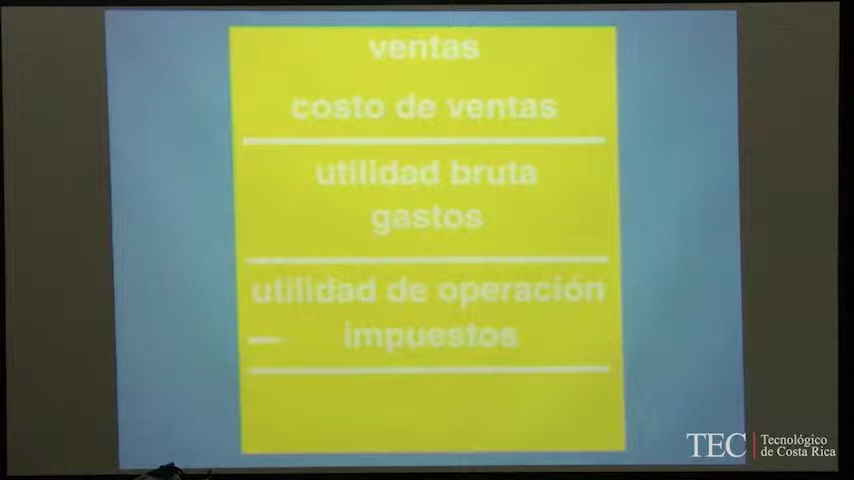 ventas
costo de ventas
utilidad bruta
gastos
utilidad de operación
impuestos
TEC
Tecnológico
de Costa Rica